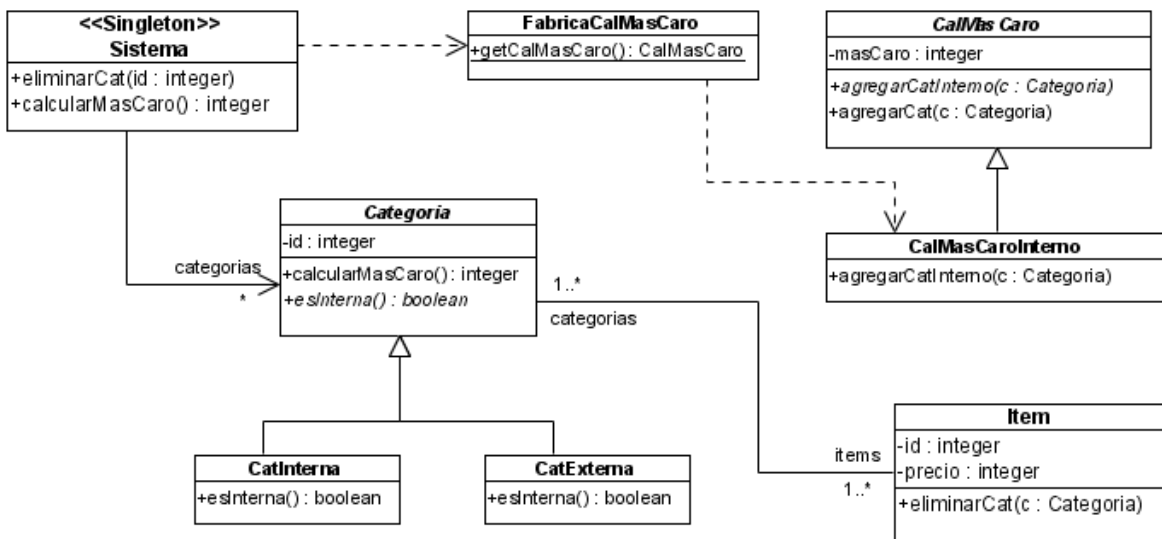 <<Singleton>>
Sistema
+eliminarCat(id : integer)
+calcularMasCaro() : integer
FabricaCalMasCaro
+getCalMasCaro() : CalMasCaro
CalMas Caro
-masCaro : integer
+agregarCatInterno(c : Categoria)
+agregarCat(c : Categoria)
Categoría
-id : integer
+calcularMasCaro() : integer
+esInterna() : boolean
categorias
*
1..*
categorias
CalMasCaroInterno
+agregarCatInterno(c : Categoria)
CatInterna
+esInterna() : boolean
CatExterna
+esInterna() : boolean
items
1..*
Item
-id : integer
-precio : integer
+eliminarCat(c : Categoria)